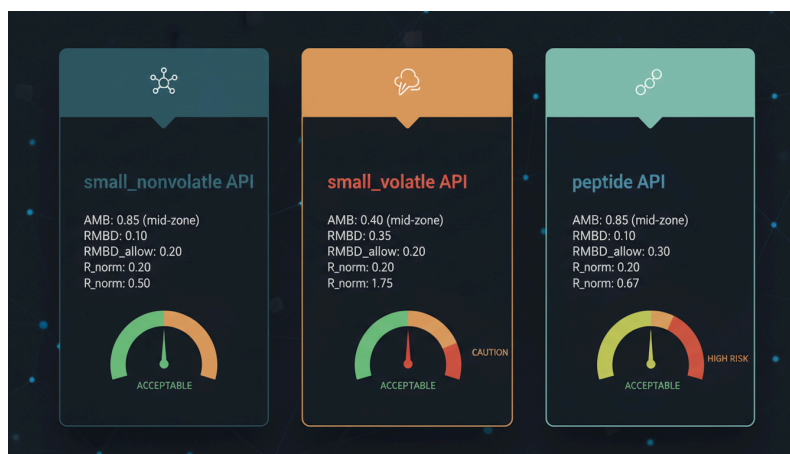 small_nonvolatle API
AMB: 0.85 (mid-zone)
RMBD: 0.10
RMBD_allow: 0.20
R_norm: 0.20
R_norm: 0.50
ACCEPTABLE
small_volatle API
AMB: 0.40 (mid-zone)
RMBD: 0.35
RMBD_allow: 0.20
R_norm: 0.20
R_norm: 1.75
CAUTION
ACCEPTABLE
peptide API
AMB: 0.85 (mid-zone)
RMBD: 0.10
RMBD_allow: 0.30
R_norm: 0.20
R_norm: 0.67
HIGH RISK
ACCEPTABLE